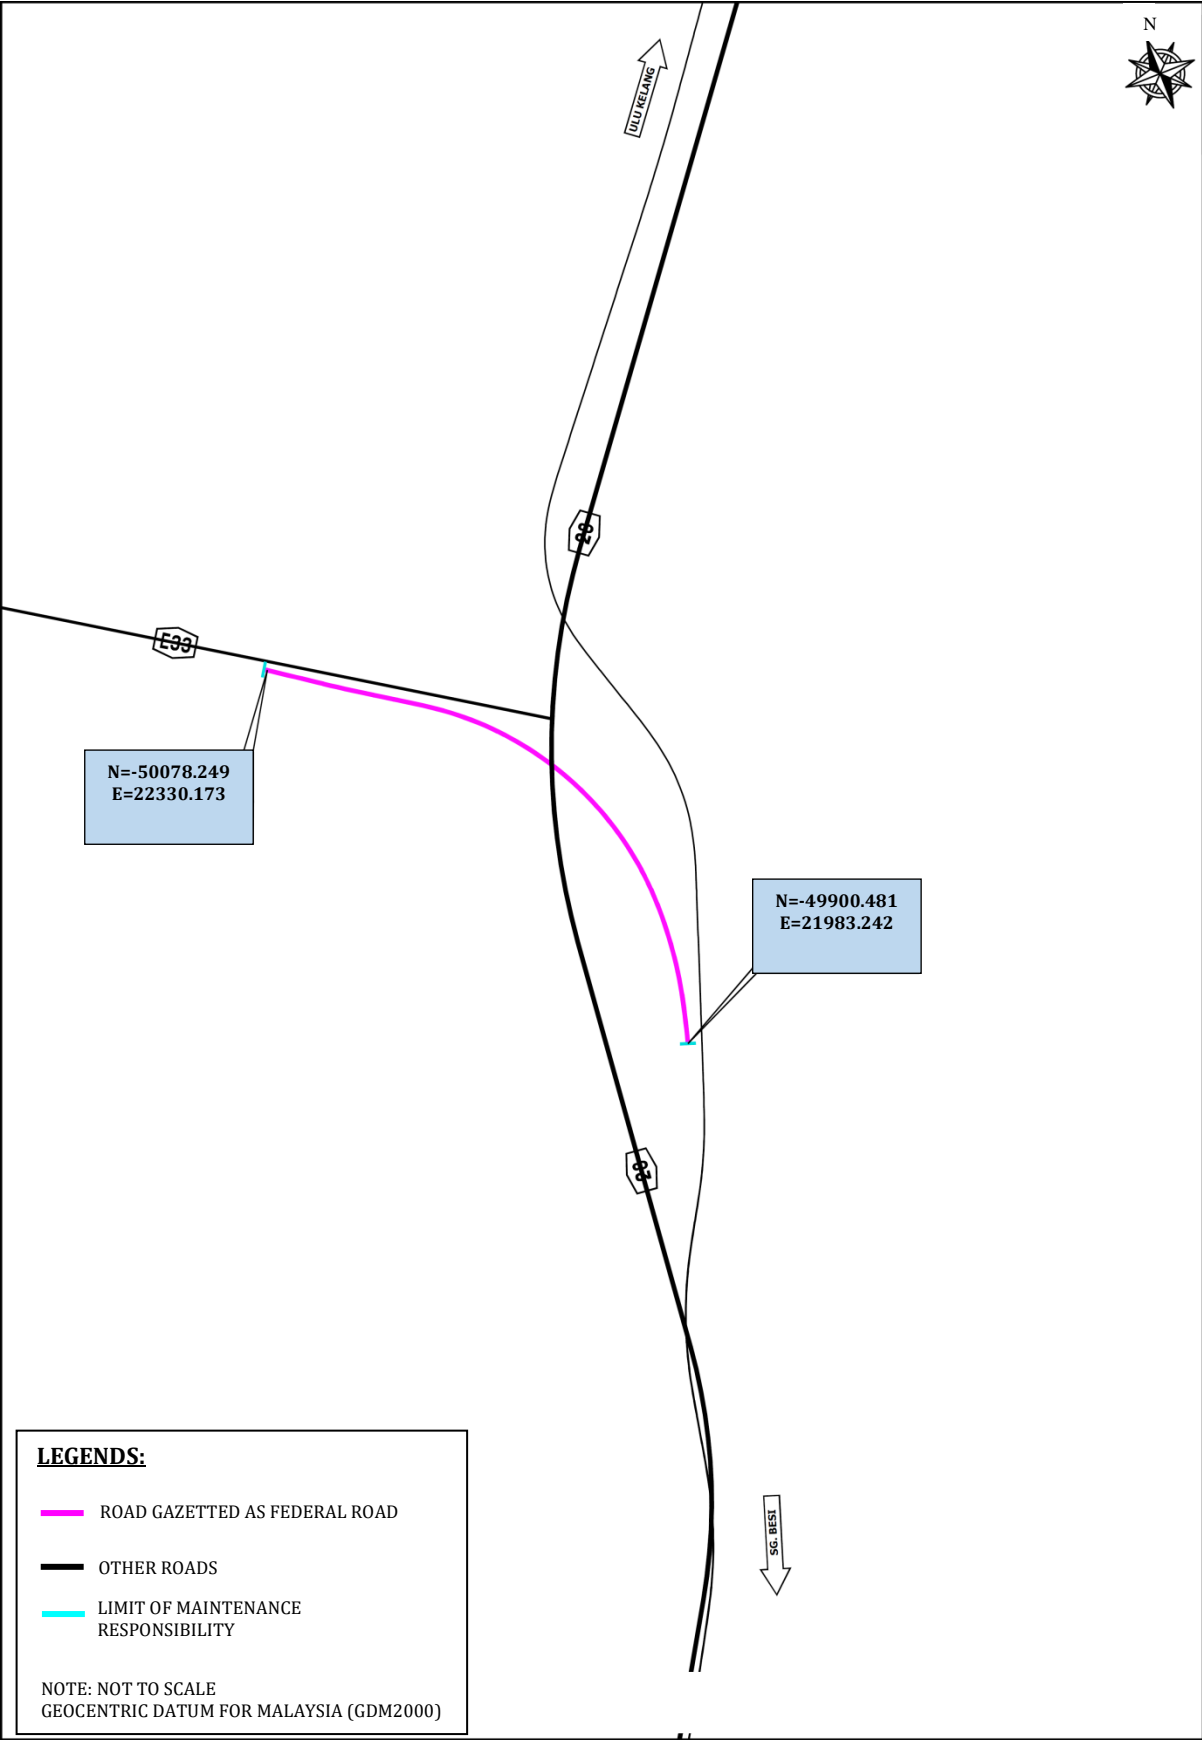 N
ULU KELANG
28
E33
N=-50078.249
E=22330.173
N=-49900.481
E=21983.242
28
LEGENDS:
ROAD GAZETTED AS FEDERAL ROAD
OTHER ROADS
LIMIT OF MAINTENANCE
RESPONSIBILITY
NOTE: NOT TO SCALE
GEOCENTRIC DATUM FOR MALAYSIA (GDM2000)
SG. BESI